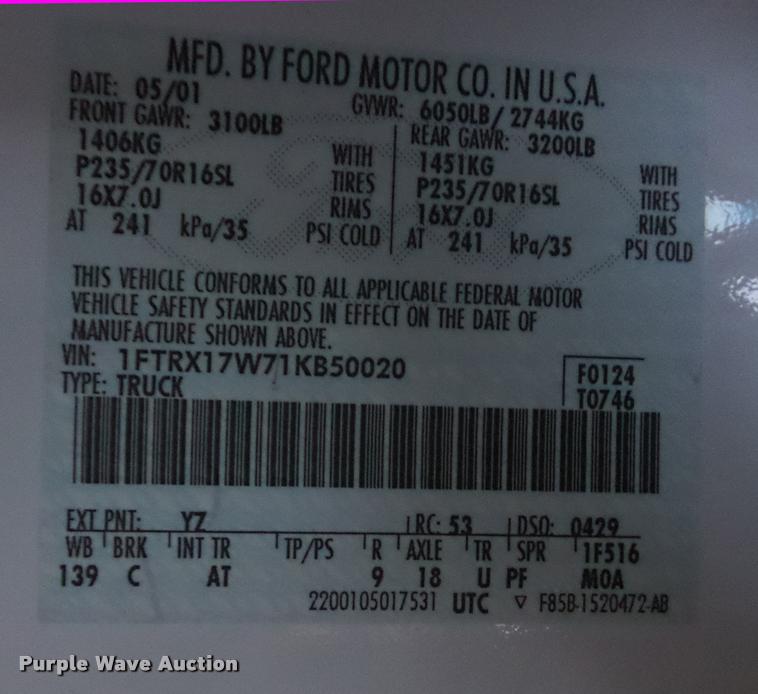 MFD. BY FORD MOTOR CO. IN U.S.A.
DATE: 05/01 GVWR: 6050LB/ 2744KG
FRONT GAWR: 3100LB REAR GAWR: 3200LB
1406KG WITH 1451KG WITH
P235/70R16SL TIRES P235/70R16SL TIRES
16X7.0J RIMS 16X7.0J RIMS
AT 241 kPa/35 PSI COLD AT 241 kPa/35 PSI COLD
THIS VEHICLE CONFORMS TO ALL APPLICABLE FEDERAL MOTOR
VEHICLE SAFETY STANDARDS IN EFFECT ON THE DATE OF
MANUFACTURE SHOWN ABOVE.
VIN: 1FTRX17W71KB50020 F0124
TYPE: TRUCK T0746
EXT PNT: YZ RC: 53 DSO: 0429
WB BRK INT TR TP/PS R AXLE TR SPR 1F516
139 C AT 9 18 U PF M0A
2200105017531 UTC ▽ F85B-1520472-AB
Purple Wave Auction